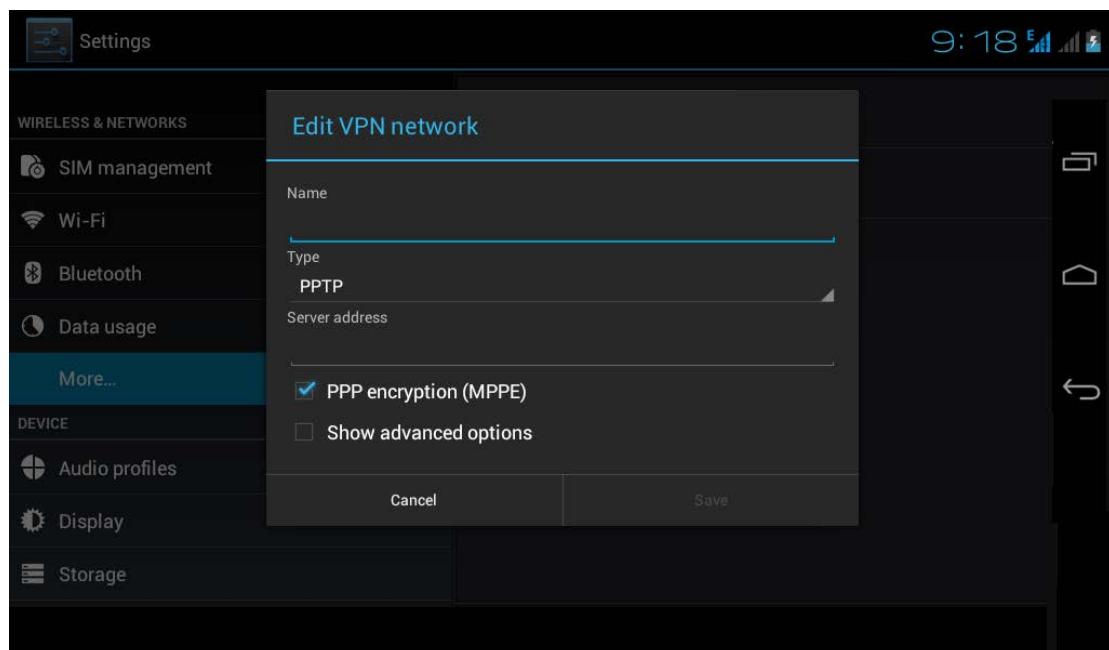 Settings
9:18 E
WIRELESS & NETWORKS
SIM management
Wi-Fi
Bluetooth
Data usage
More...
DEVICE
Audio profiles
Display
Storage
Edit VPN network
Name
Type
PPTP
Server address
PPP encryption (MPPE)
Show advanced options
Cancel
Save